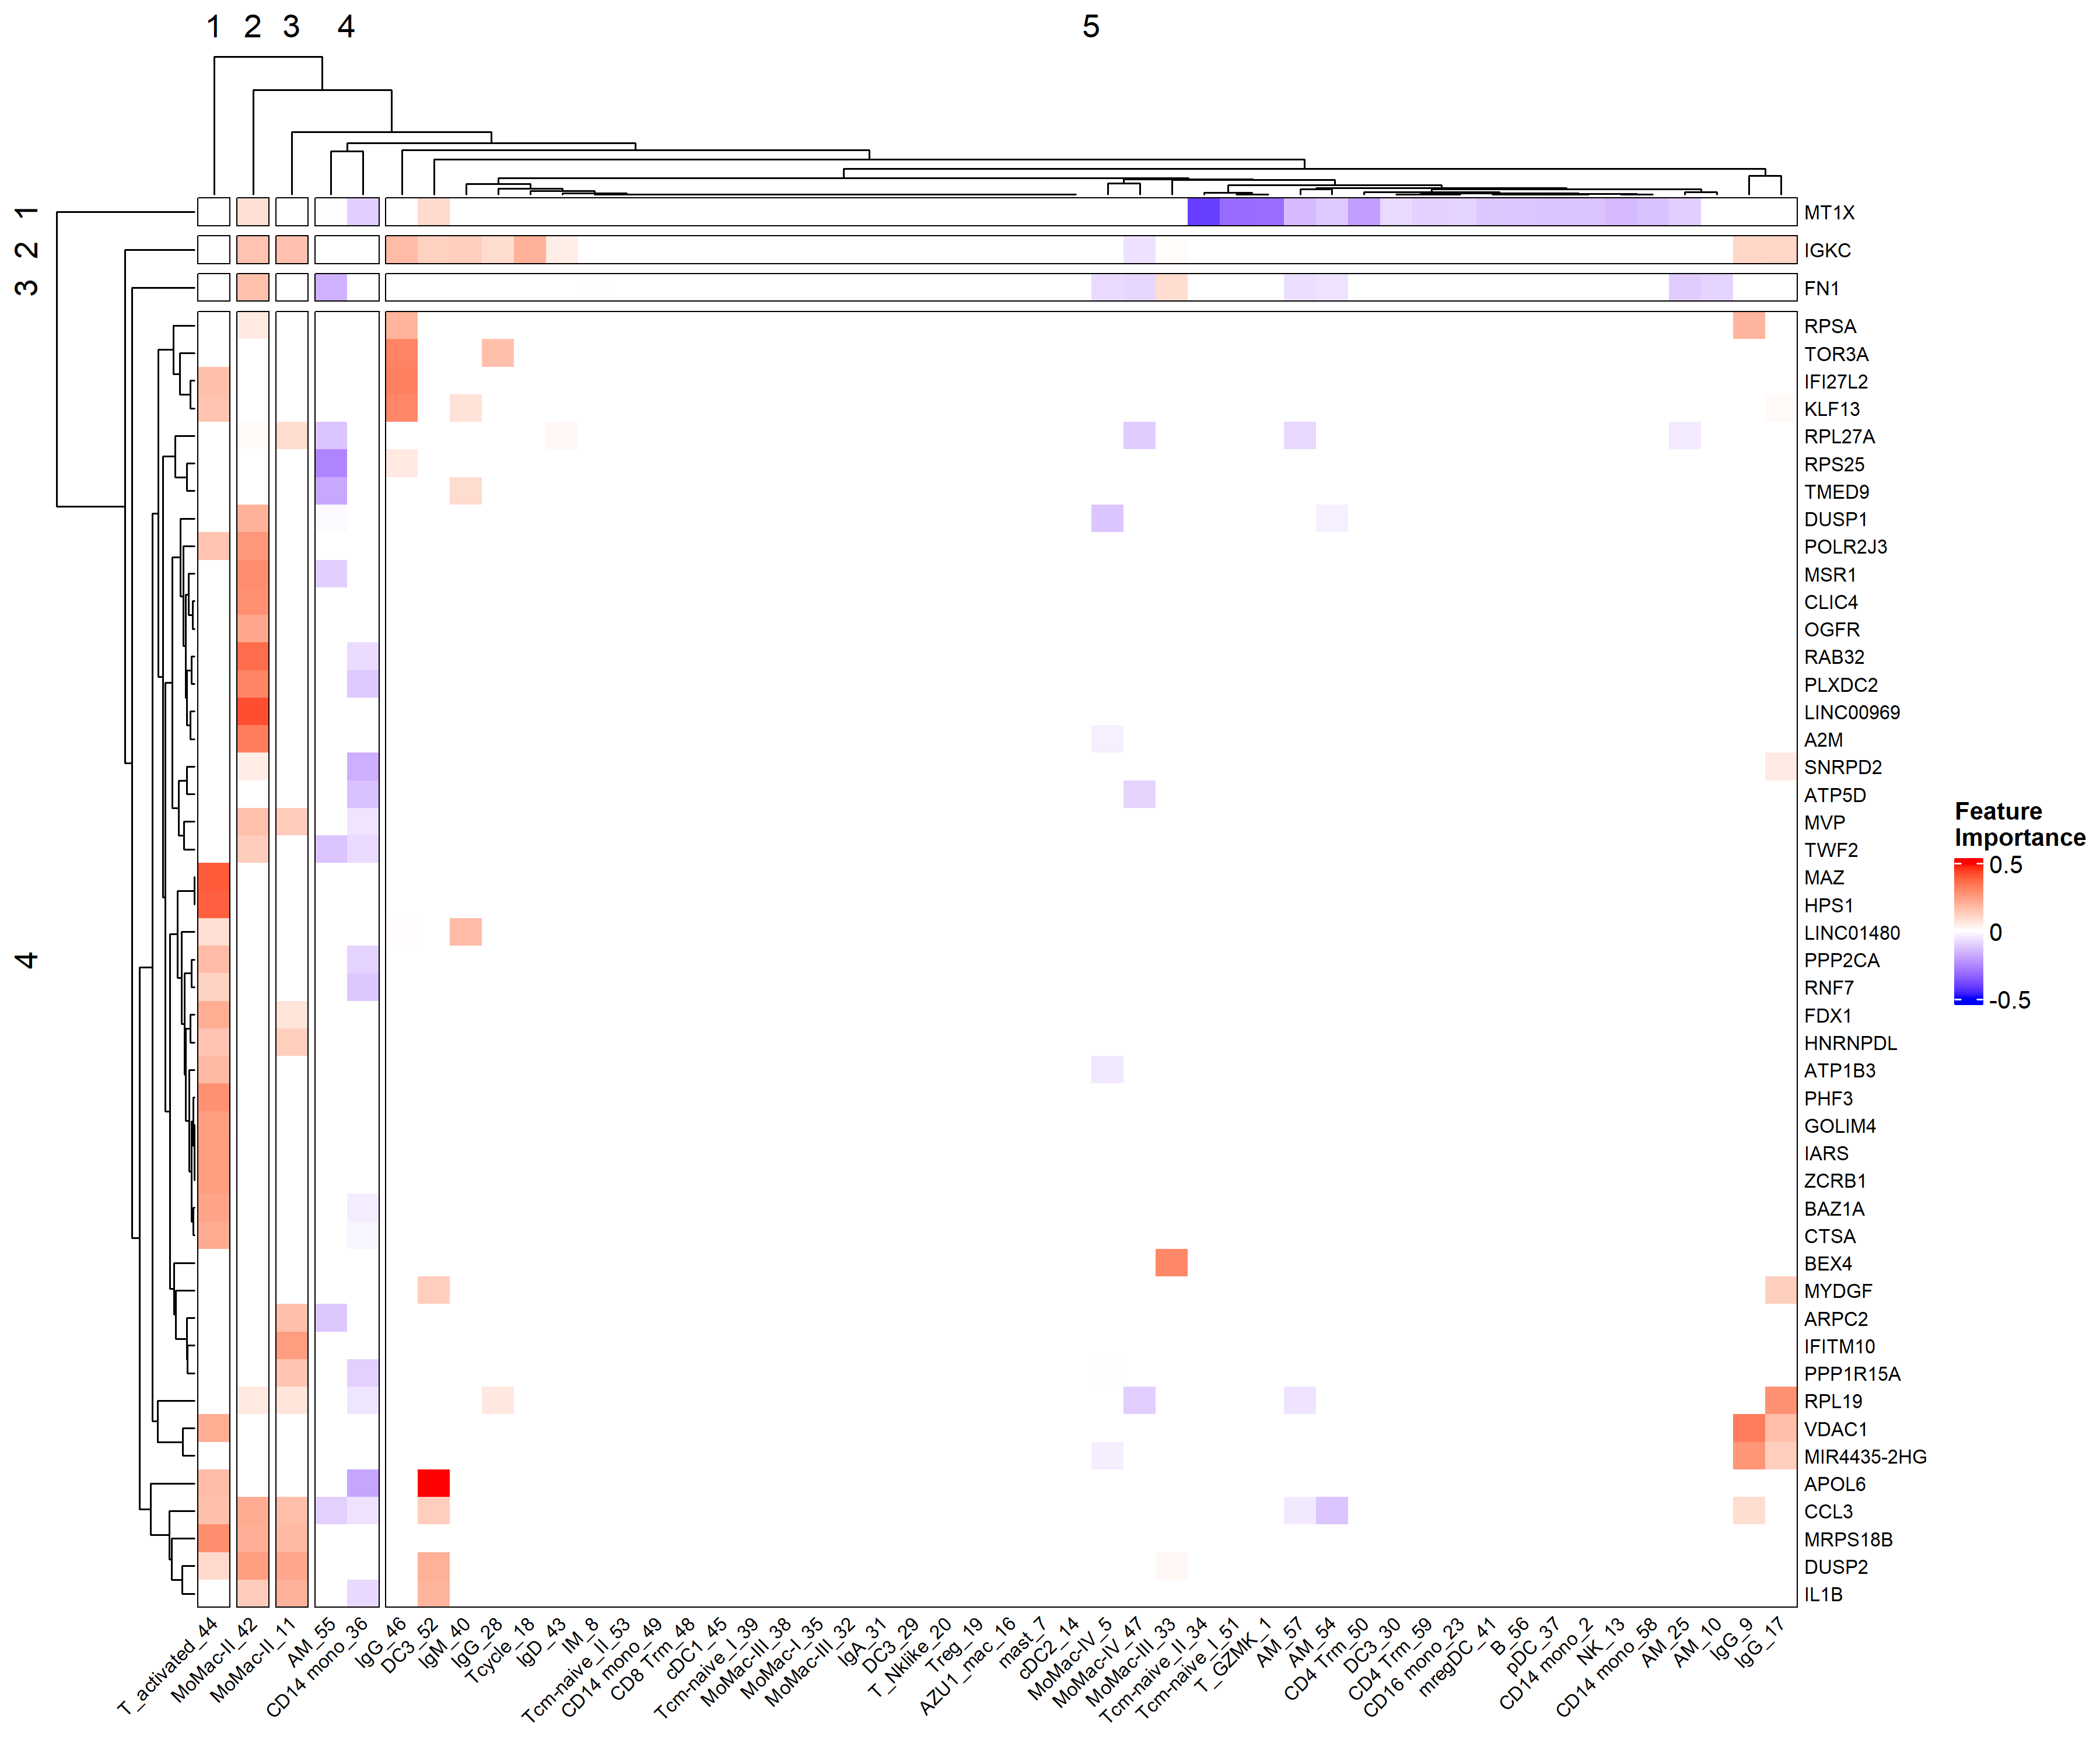 1 2 3 4 5
1
2
3
4
MT1X
IGKC
FN1
RPSA
TOR3A
IFI27L2
KLF13
RPL27A
RPS25
TMED9
DUSP1
POLR2J3
MSR1
CLIC4
OGFR
RAB32
PLXDC2
LINC00969
A2M
SNRPD2
ATP5D
MVP
TWF2
MAZ
HPS1
LINC01480
PPP2CA
RNF7
FDX1
HNRNPDL
ATP1B3
PHF3
GOLIM4
IARS
ZCRB1
BAZ1A
CTSA
BEX4
MYDGF
ARPC2
IFITM10
PPP1R15A
RPL19
VDAC1
MIR4435-2HG
APOL6
CCL3
MRPS18B
DUSP2
IL1B
Feature
Importance
0.5
0
-0.5
T_activated_44
MoMac-II_42
MoMac-II_11
AM_55
CD14 mono_36
IgG_46
DC3_52
IgM_40
IgG_28
Tcycle_18
IgD_43
IM_8
Tcm-naive_II_53
CD14 mono_49
CD8 Trm_48
cDC1_45
Tcm-naive_I_39
MoMac-III_38
MoMac-I_35
MoMac-III_32
IgA_31
DC3_29
T_Nklike_20
Treg_19
AZU1_mac_16
mast_7
cDC2_14
MoMac-IV_5
MoMac-IV_47
MoMac-III_33
Tcm-naive_II_34
Tcm-naive_I_51
T_GZMK_1
AM_57
AM_54
CD4 Trm_50
DC3_30
CD4 Trm_59
CD16 mono_23
mregDC_41
B_56
pDC_37
CD14 mono_2
NK_13
CD14 mono_58
AM_25
AM_10
IgG_9
IgG_17